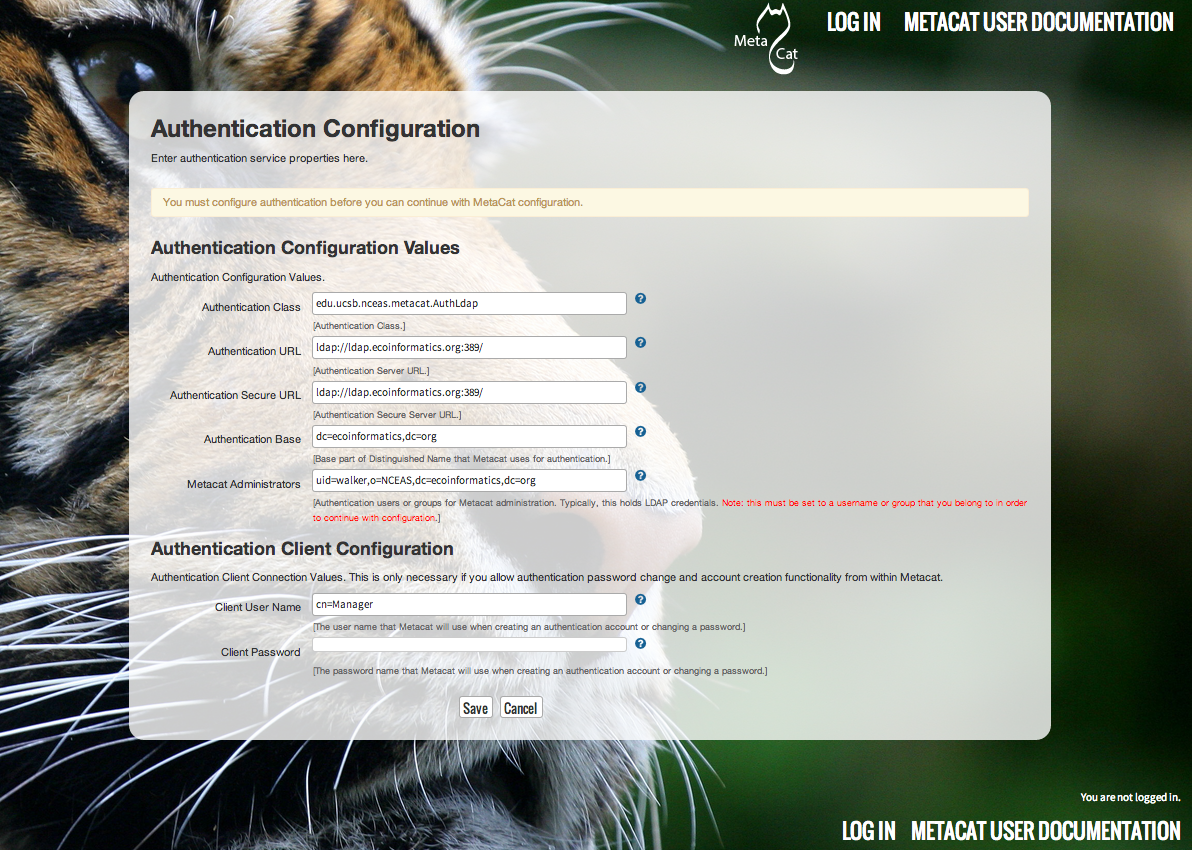 Meta
Cat
LOG IN METACAT USER DOCUMENTATION
Authentication Configuration
Enter authentication service properties here.
You must configure authentication before you can continue with MetaCat configuration.
Authentication Configuration Values
Authentication Configuration Values.
Authentication Class edu.ucsb.nceas.metacat.AuthLdap ?
[Authentication Class.]
Authentication URL ldap://ldap.ecoinformatics.org:389/ ?
[Authentication Server URL.]
Authentication Secure URL ldap://ldap.ecoinformatics.org:389/ ?
[Authentication Secure Server URL.]
Authentication Base dc=ecoinformatics,dc=org ?
[Base part of Distinguished Name that Metacat uses for authentication.]
Metacat Administrators uid=walker,o=NCEAS,dc=ecoinformatics,dc=org ?
[Authentication users or groups for Metacat administration. Typically, this holds LDAP credentials. Note: this must be set to a username or group that you belong to in order
to continue with configuration.]
Authentication Client Configuration
Authentication Client Connection Values. This is only necessary if you allow authentication password change and account creation functionality from within Metacat.
Client User Name cn=Manager ?
[The user name that Metacat will use when creating an authentication account or changing a password.]
Client Password ?
[The password name that Metacat will use when creating an authentication account or changing a password.]
Save Cancel
You are not logged in.
LOG IN METACAT USER DOCUMENTATION